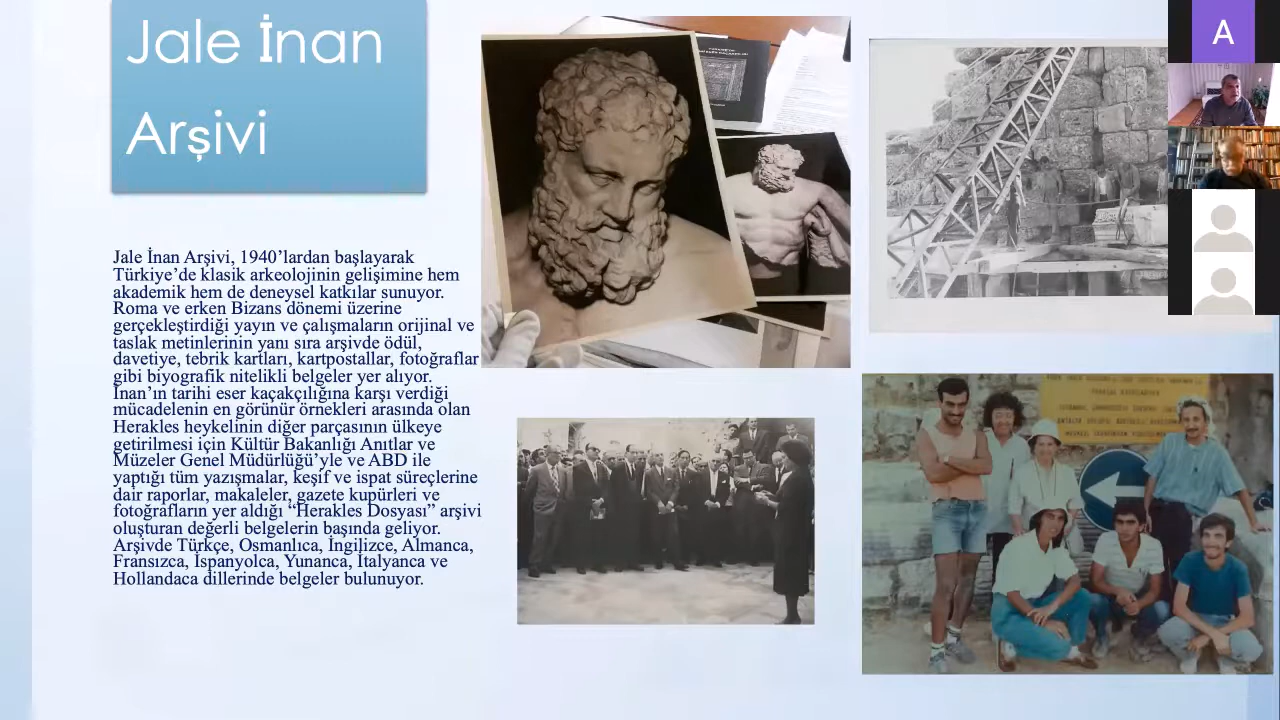 Jale İnan
Arşivi
Jale İnan Arşivi, 1940’lardan başlayarak
Türkiye’de klasik arkeolojinin gelişimine hem
akademik hem de deneysel katkılar sunuyor.
Roma ve erken Bizans dönemi üzerine
gerçekleştirdiği yayın ve çalışmaların orijinal ve
taslak metinlerinin yanı sıra arşivde ödül,
davetiye, tebrik kartları, kartpostallar, fotoğraflar
gibi biyografik nitelikli belgeler yer alıyor.
İnan’ın tarihi eser kaçakçılığına karşı verdiği
mücadelenin en görünür örnekleri arasında olan
Herakles heykelinin diğer parçasının ülkeye
getirilmesi için Kültür Bakanlığı Anıtlar ve
Müzeler Genel Müdürlüğü’yle ve ABD ile
yaptığı tüm yazışmalar, keşif ve ispat süreçlerine
dair raporlar, makaleler, gazete kupürleri ve
fotoğrafların yer aldığı “Herakles Dosyası” arşivi
oluşturan değerli belgelerin başında geliyor.
Arşivde Türkçe, Osmanlıca, İngilizce, Almanca,
Fransızca, İspanyolca, Yunanca, İtalyanca ve
Hollandaca dillerinde belgeler bulunuyor.
A